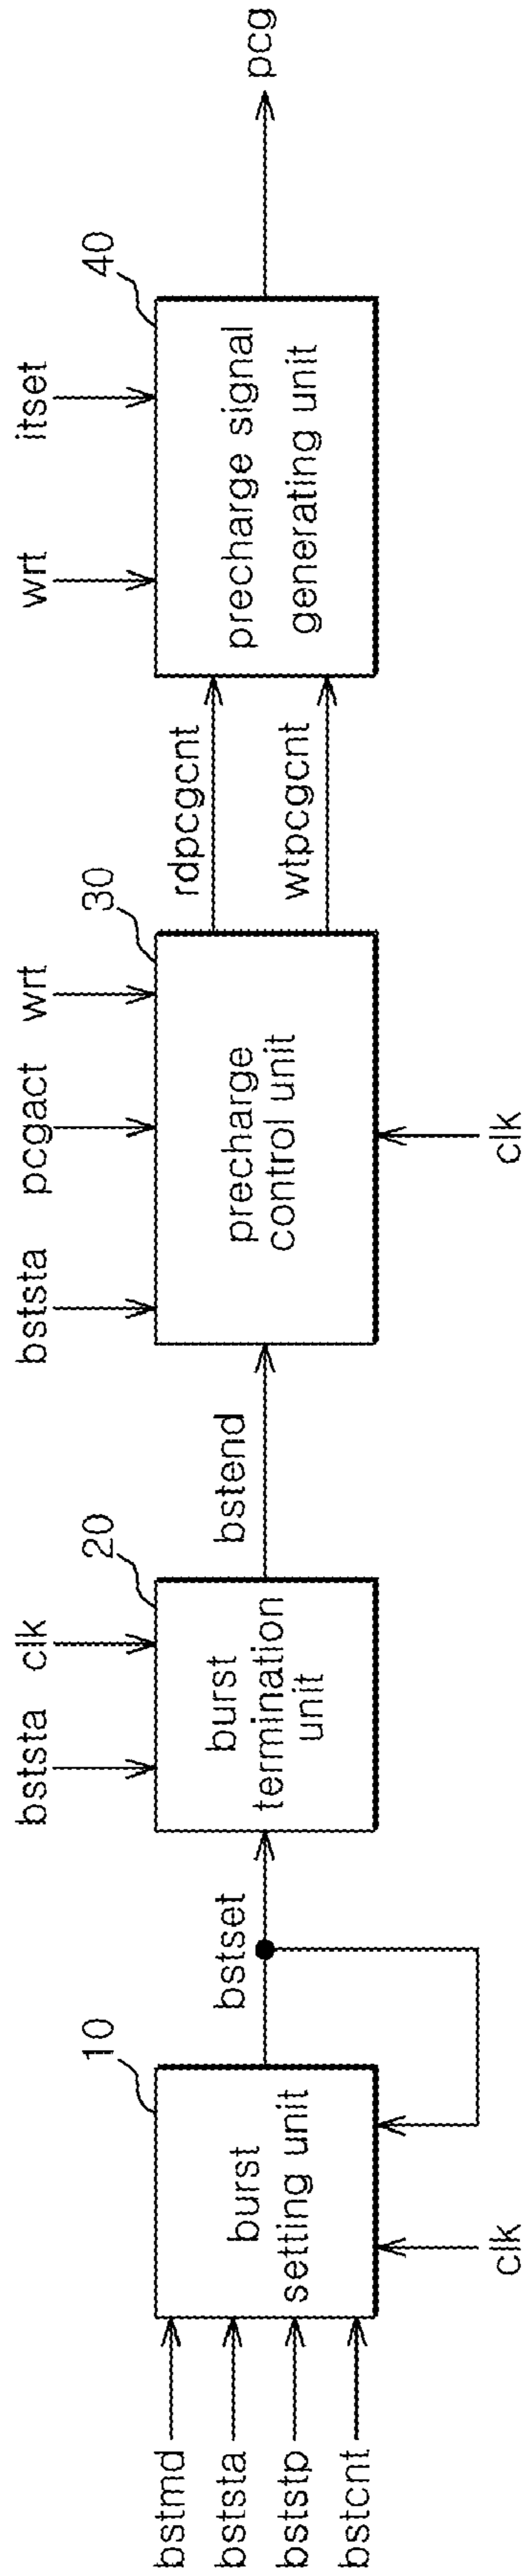 bstmd
bststa
bststp
bstcnt
10
burst
setting unit
clk
bstset
bststa
clk
20
burst
termination
unit
bstend
bststa
pcgact
wrt
30
precharge
control unit
clk
rdpcgcnt
wtpcgcnt
wrt
itset
40
precharge signal
generating unit
pcg